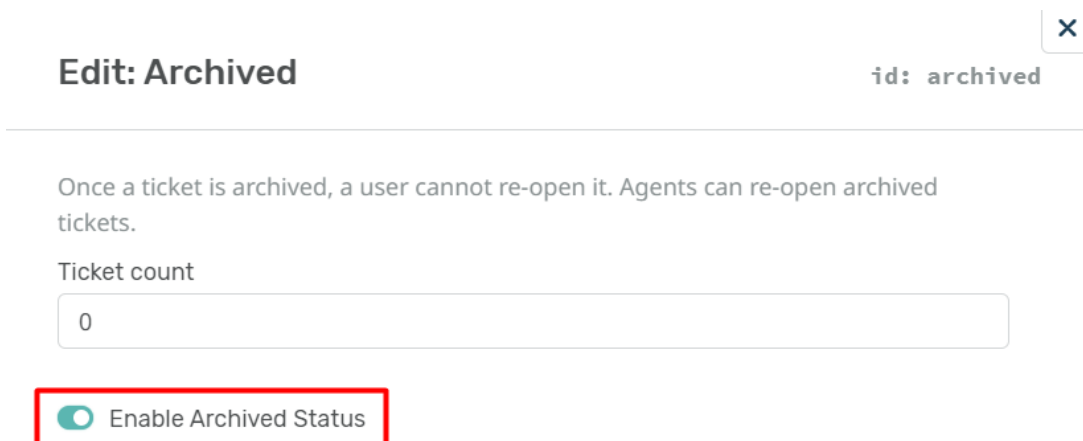 Edit: Archived
id: archived
Once a ticket is archived, a user cannot re-open it. Agents can re-open archived
tickets.
Ticket count
0
Enable Archived Status